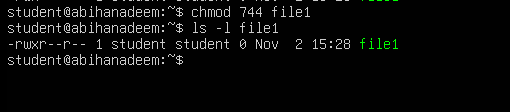 student@abihanadeem:~$ chmod 744 file1
student@abihanadeem:~$ ls -l file1
-rwxr--r-- 1 student student 0 Nov  2 15:28 file1
student@abihanadeem:~$